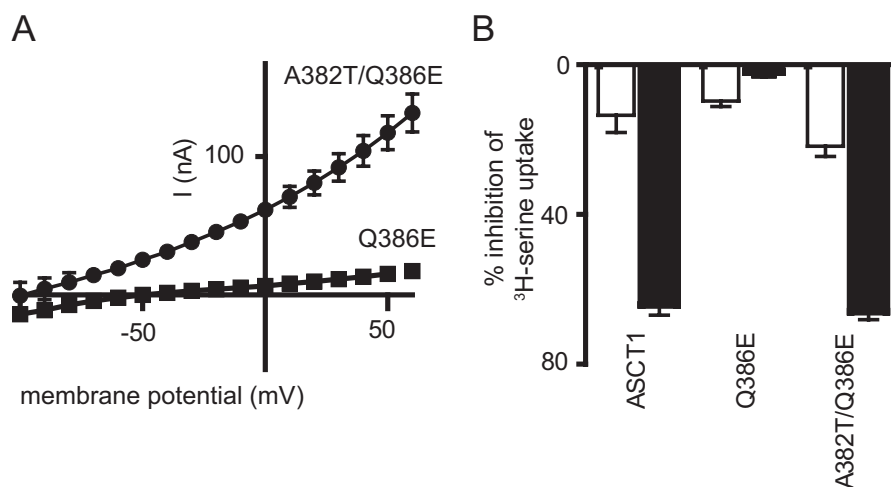 A
A382T/Q386E
I (nA)
100
Q386E
-50
50
membrane potential (mV)
B
0
40
80
% inhibition of
³H-serine uptake
ASCT1
Q386E
A382T/Q386E